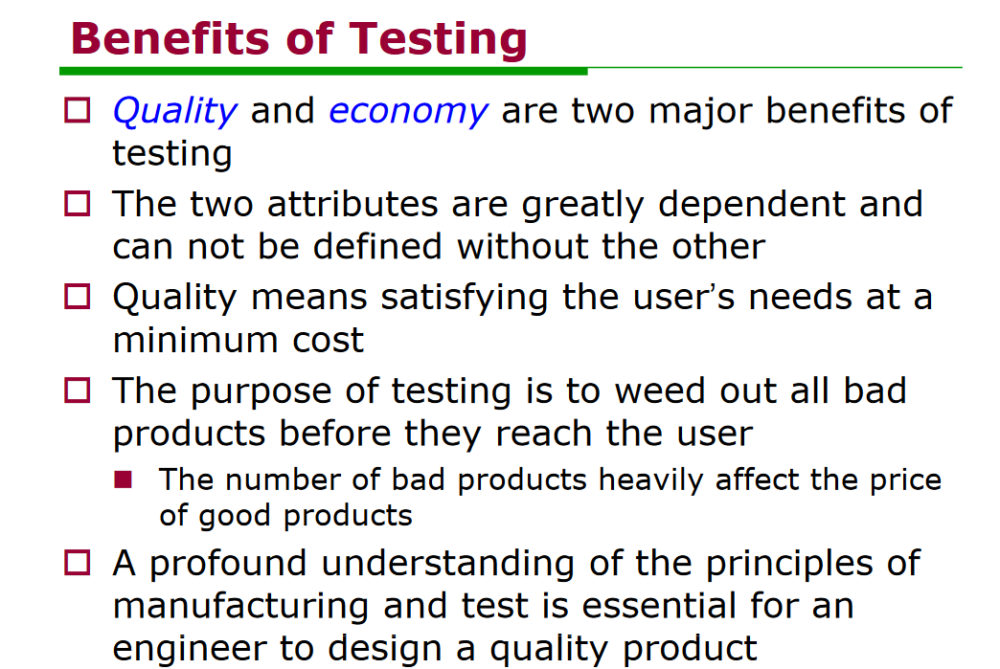 Benefits of Testing
Quality and economy are two major benefits of
testing
The two attributes are greatly dependent and
can not be defined without the other
Quality means satisfying the user’s needs at a
minimum cost
The purpose of testing is to weed out all bad
products before they reach the user
The number of bad products heavily affect the price
of good products
A profound understanding of the principles of
manufacturing and test is essential for an
engineer to design a quality product